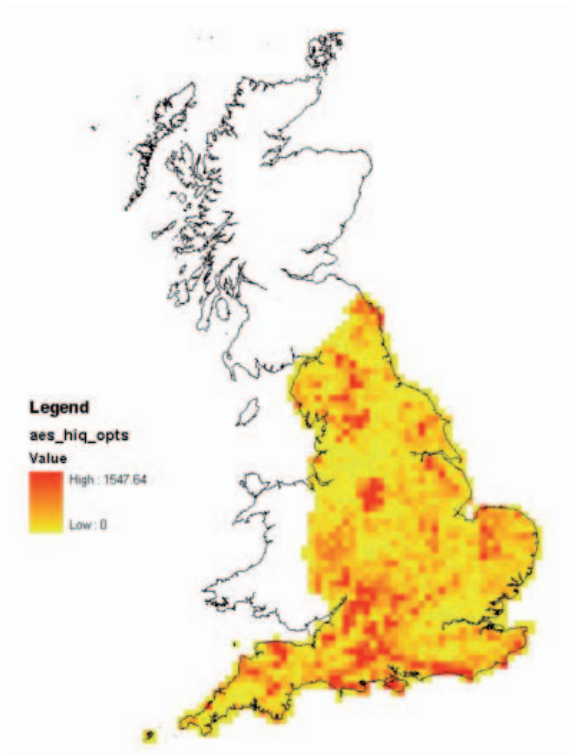 Legend
aes_hiq_opts
Value
High : 1547.64
Low : 0